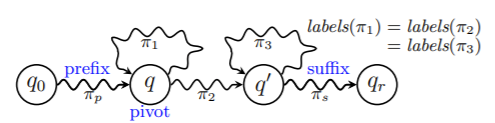 π₁
π₃
labels(π₁) = labels(π₂)
= labels(π₃)
prefix
suffix
q₀
q
q′
qᵣ
πₚ
π₂
πₛ
pivot